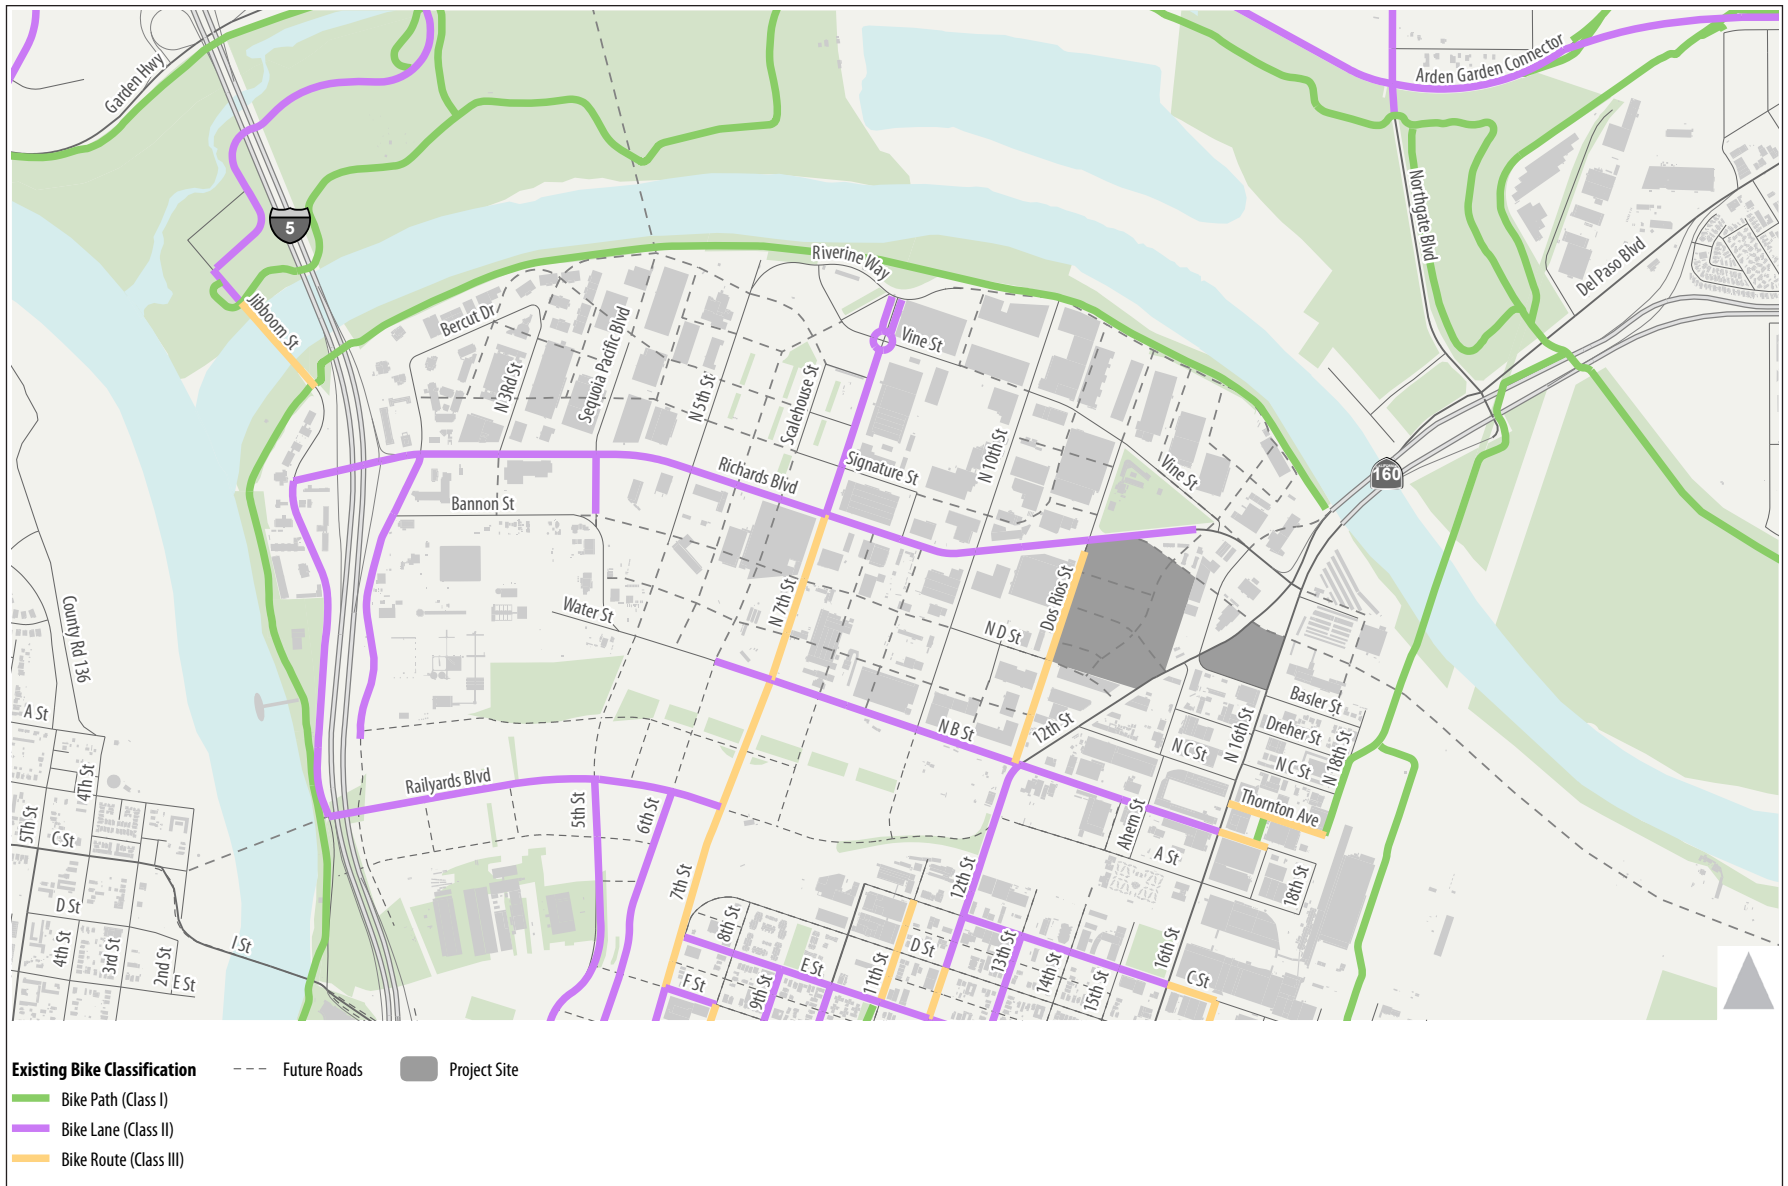 Garden Hwy
Arden Garden Connector
Northgate Blvd
Del Paso Blvd
5
Jibboom St
Riverine Way
Bercut Dr
N 3Rd St
Sequoia Pacific Blvd
N 5th St
Scalehouse St
Vine St
Signature St
N 10th St
Vine St
CALIFORNIA
160
Richards Blvd
Bannon St
Water St
N 7th St
N D St
Dos Rios St
County Rd 136
A St
4Th St
5Th St
C St
D St
4th St
3rd St
2nd St
E St
I St
Railyards Blvd
5th St
6th St
7th St
N B St
12th St
N C St
N 16th St
Basler St
Dreher St
N C St
N 18th St
Thornton Ave
Ahern St
A St
18th St
12th St
8th St
E St
F St
9th St
11th St
D St
13th St
14th St
15th St
16th St
C St
Existing Bike Classification
Future Roads
Project Site
Bike Path (Class I)
Bike Lane (Class II)
Bike Route (Class III)